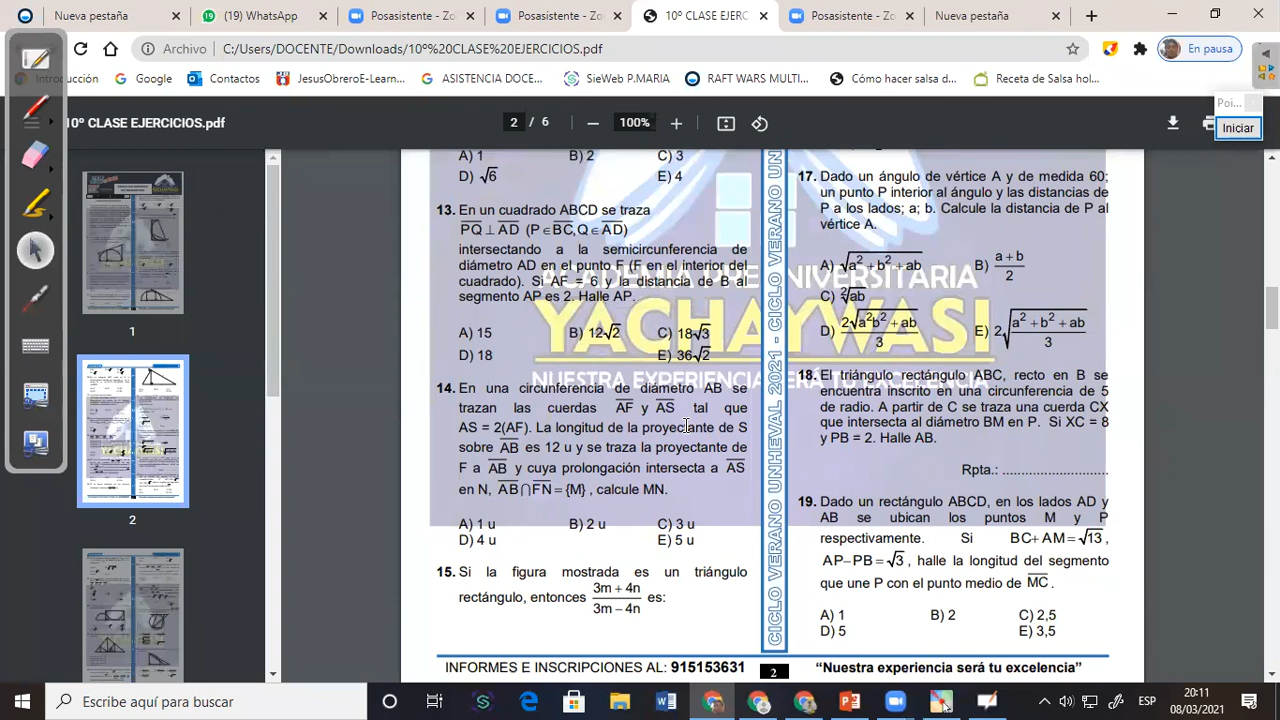 Nueva pestaña
(19) WhatsApp
Posasistente - Zo
Posasistente - Zo
10º CLASE EJERC
Posasistente - Zo
Nueva pestaña
Archivo
C:/Users/DOCENTE/Downloads/10º%20CLASE%20EJERCICIOS.pdf
En pausa
Introducción
Google
Contactos
JesusObreroE-Learn...
ASISTENCIA DOCE...
SieWeb P.MARIA
RAFT WARS MULTI...
Cómo hacer salsa d...
Receta de Salsa hol...
Poi...
Iniciar
10º CLASE EJERCICIOS.pdf
2 / 6
100%
1
2
A) 1 B) 2 C) 3
D) √6 E) 4
13. En un cuadrado ABCD se traza
PQ ⊥ AD (P ∈ BC, Q ∈ AD)
intersectando a la semicircunferencia de
diámetro AD en el punto F (F en el interior del
cuadrado). Si AF = 6 y la distancia de B al
segmento AP es 2. Halle AP.
A) 15 B) 12√2 C) 18√3
D) 18 E) 36√2
14. En una circunferencia de diámetro AB se
trazan las cuerdas AF y AS tal que
AS = 2(AF). La longitud de la proyectante de S
sobre AB es 12 u y se traza la proyectante de
F a AB y cuya prolongación intersecta a AS
en N, AB∩FN = {M}, calcule MN.
A) 1 u B) 2 u C) 3 u
D) 4 u E) 5 u
15. Si la figura mostrada es un triángulo
rectángulo, entonces (3m + 4n)/(3m – 4n) es:
CICLO VERANO UNHEVAL 2021 - CICLO VERANO UN
17. Dado un ángulo de vértice A y de medida 60;
un punto P interior al ángulo y las distancias de
P a los lados; a; b. Calcule la distancia de P al
vértice A.
A) √(a² + b² + ab) B) (a + b)/2
C) ²√ab
D) 2√(a²b² + ab)/3 E) 2√((a² + b² + ab)/3)
18. El triángulo rectángulo ABC, recto en B se
encuentra inscrito en una circunferencia de 5
de radio. A partir de C se traza una cuerda CX
que intersecta al diámetro BM en P. Si XC = 8
y PB = 2. Halle AB.
Rpta.: ..........................
19. Dado un rectángulo ABCD, en los lados AD y
AB se ubican los puntos M y P
respectivamente. Si BC + AM = √13,
AP – PB = √3, halle la longitud del segmento
que une P con el punto medio de MC.
A) 1 B) 2 C) 2,5
D) 5 E) 3,5
YACHAYWASI
INFORMES E INSCRIPCIONES AL: 915153631
2
“Nuestra experiencia será tu excelencia”
Escribe aquí para buscar
ESP
20:11
08/03/2021